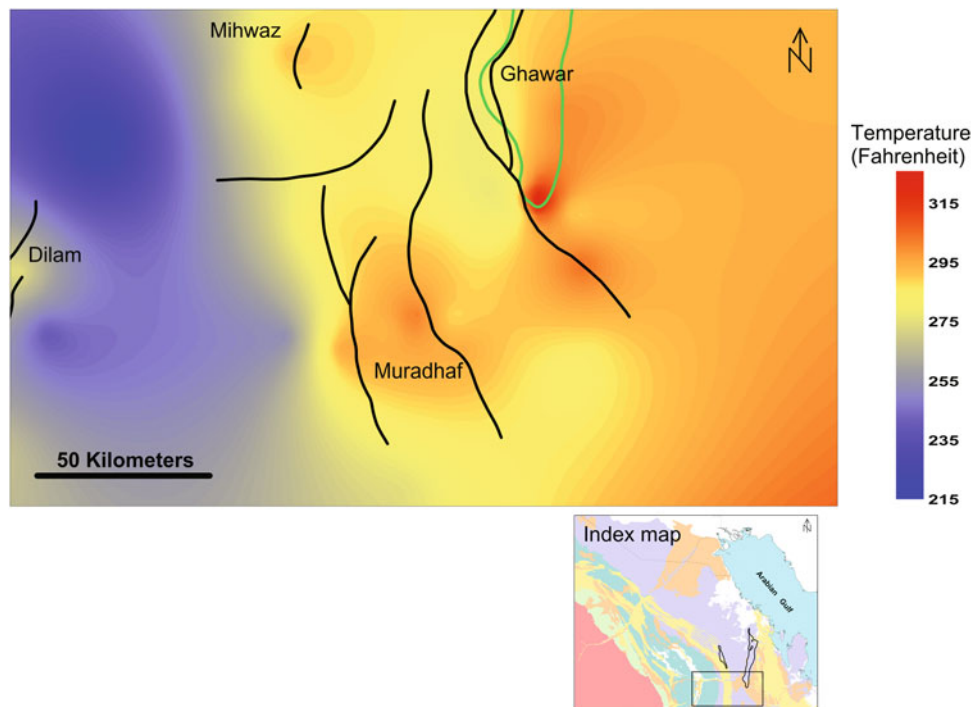 Mihwaz
Ghawar
N
Dilam
Muradhaf
50 Kilometers
Temperature
(Fahrenheit)
315
295
275
255
235
215
Index map
N
Arabian Gulf